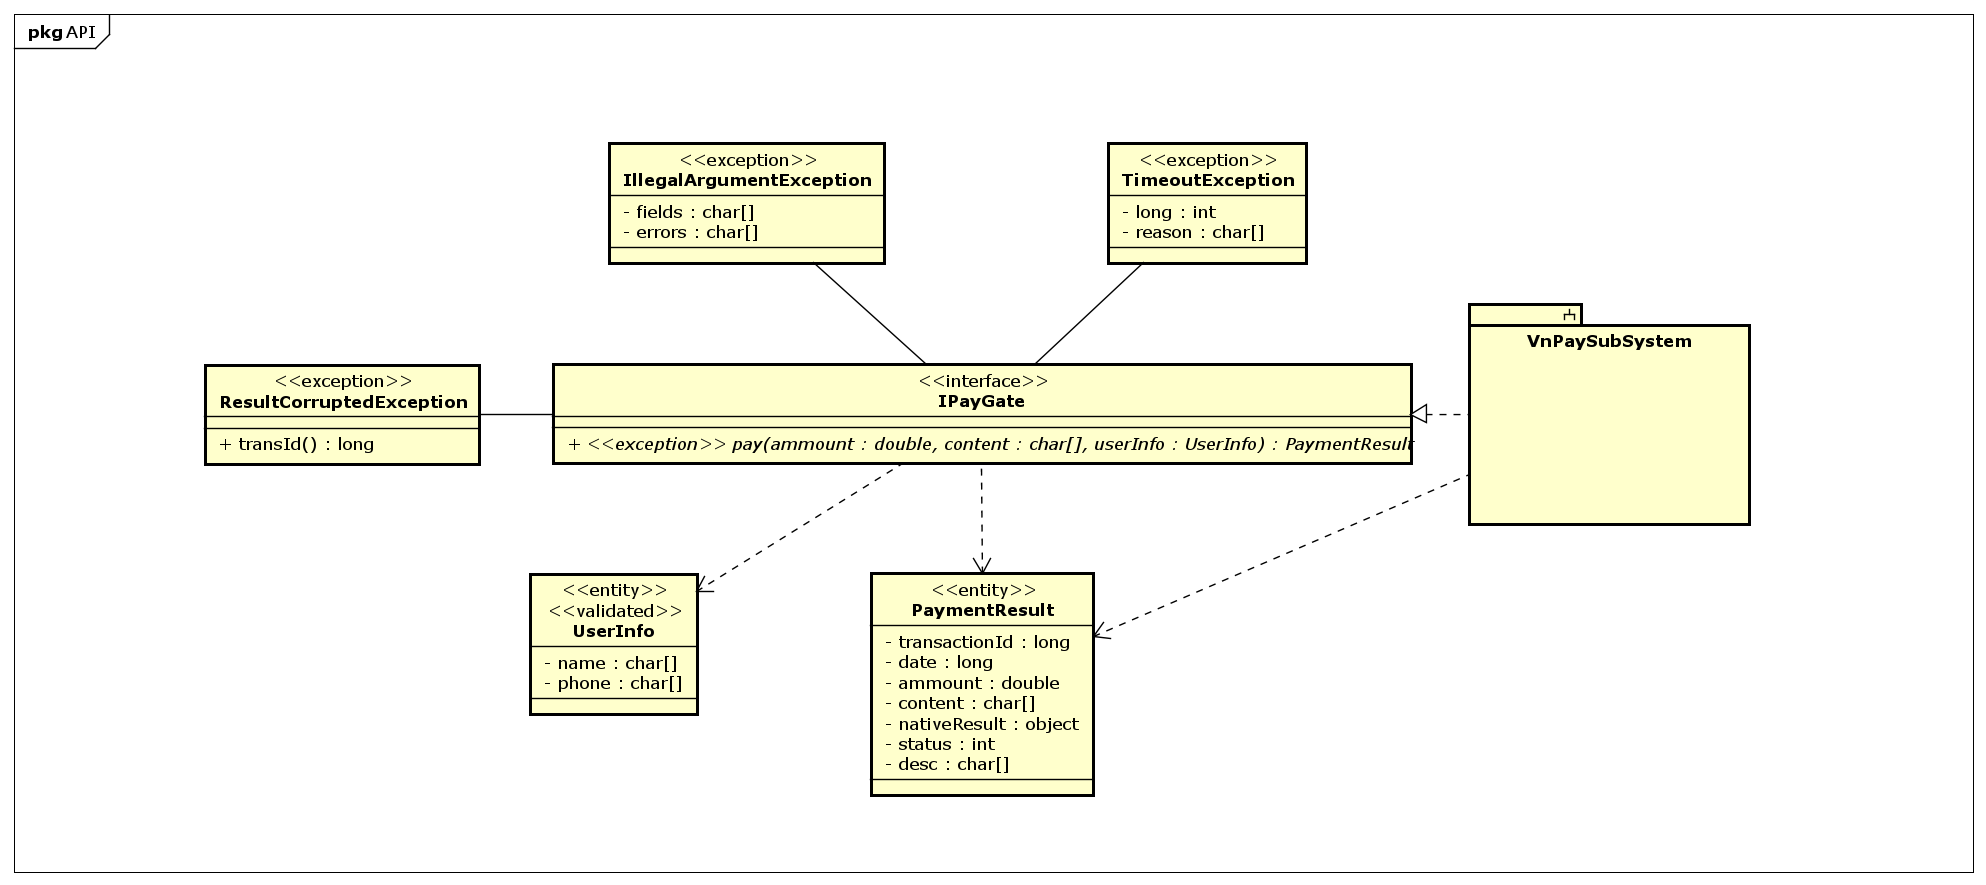 pkg API
<<exception>>
IllegalArgumentException
- fields : char[]
- errors : char[]
<<exception>>
TimeoutException
- long : int
- reason : char[]
<<exception>>
ResultCorruptedException
+ transId() : long
<<interface>>
IPayGate
+ <<exception>> pay(ammount : double, content : char[], userInfo : UserInfo) : PaymentResult
VnPaySubSystem
<<entity>>
<<validated>>
UserInfo
- name : char[]
- phone : char[]
<<entity>>
PaymentResult
- transactionId : long
- date : long
- ammount : double
- content : char[]
- nativeResult : object
- status : int
- desc : char[]